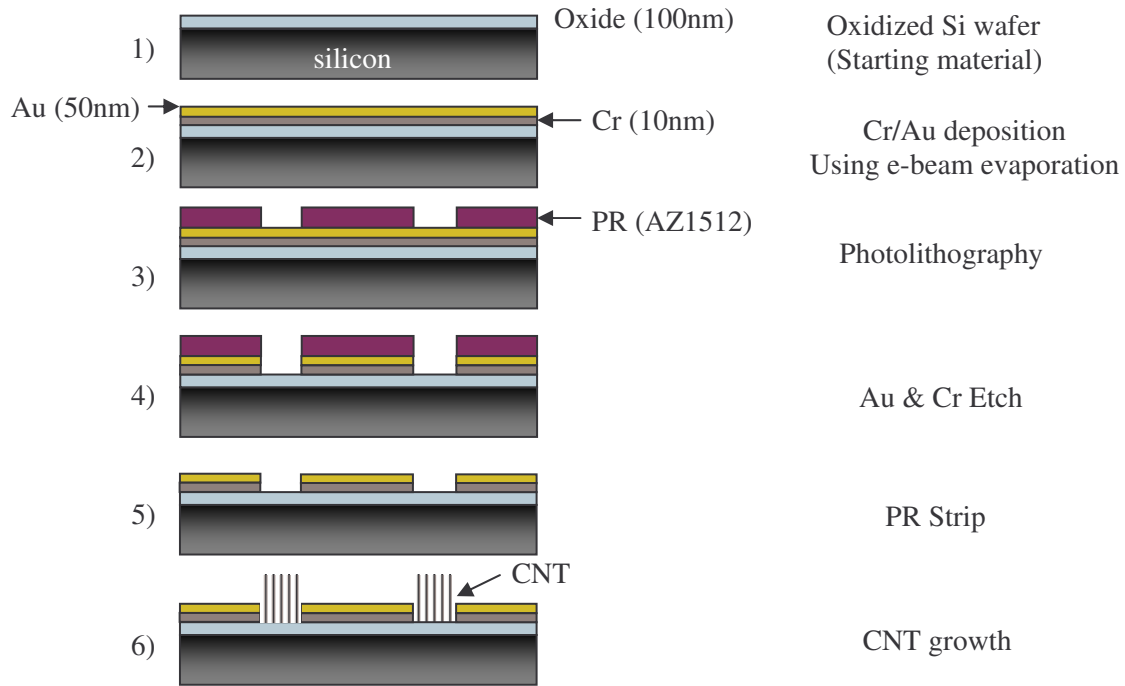 Oxide (100nm)
Oxidized Si wafer
(Starting material)
1)
silicon
Au (50nm)
Cr (10nm)
Cr/Au deposition
Using e-beam evaporation
2)
PR (AZ1512)
Photolithography
3)
4)
Au & Cr Etch
5)
PR Strip
CNT
6)
CNT growth